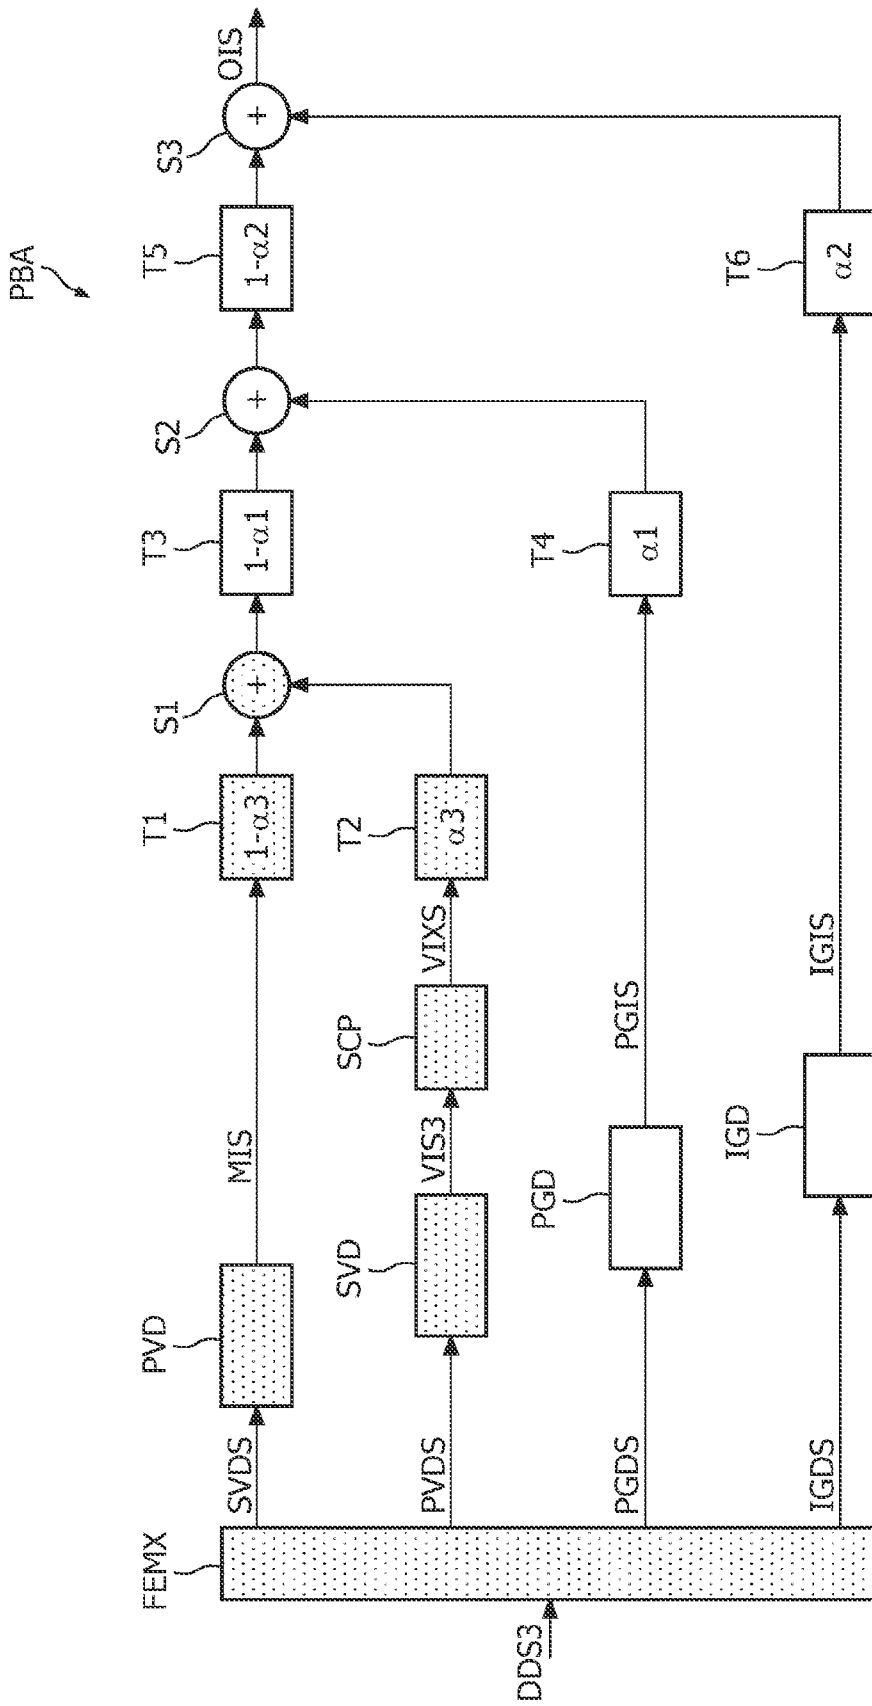 PBA
DDS3
FEMX
SVDS
PVD
MIS
T1
1-α3
S1
+
T3
1-α1
S2
+
T5
1-α2
S3
+
OIS
PVDS
SVD
VIS3
SCP
VIXS
T2
α3
PGDS
PGD
PGIS
T4
α1
IGDS
IGD
IGIS
T6
α2